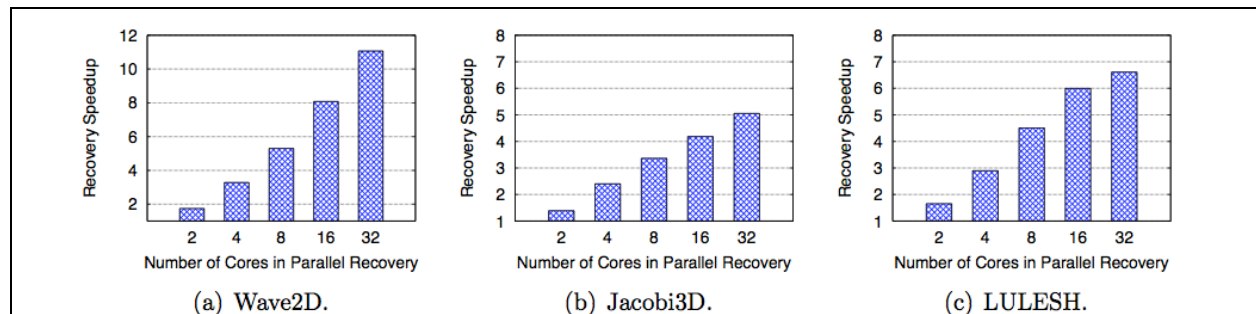 12
10
8
6
4
2
Recovery Speedup
2 4 8 16 32
Number of Cores in Parallel Recovery
(a) Wave2D.
8
7
6
5
4
3
2
1
Recovery Speedup
2 4 8 16 32
Number of Cores in Parallel Recovery
(b) Jacobi3D.
8
7
6
5
4
3
2
1
Recovery Speedup
2 4 8 16 32
Number of Cores in Parallel Recovery
(c) LULESH.